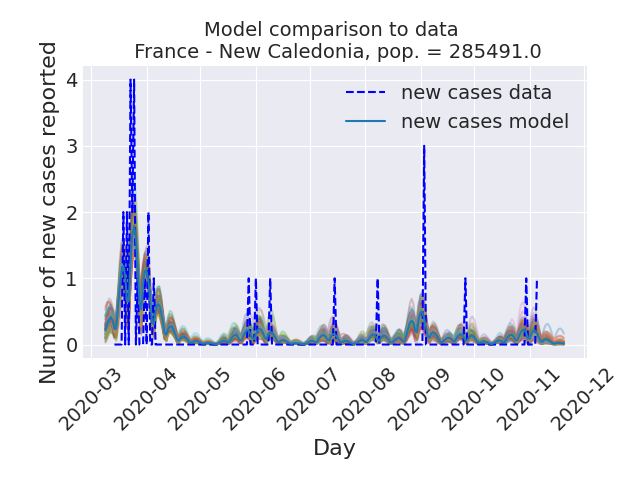 Model comparison to data
France - New Caledonia, pop. = 285491.0
Number of new cases reported
4
3
2
1
0
new cases data
new cases model
2020-03
2020-04
2020-05
2020-06
2020-07
2020-08
2020-09
2020-10
2020-11
2020-12
Day